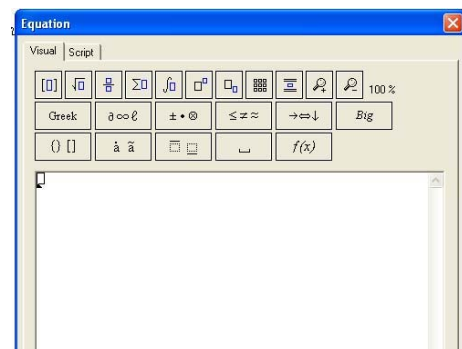 Equation
Visual Script
[▯] √▯ ▯/▯ Σ▯ ∫▯ ▯▫ ▯▫ 100 %
Greek ∂∞ℓ ±•⊗ ≤≠≈ →⇔↓ Big
() [] ȧ ã f(x)